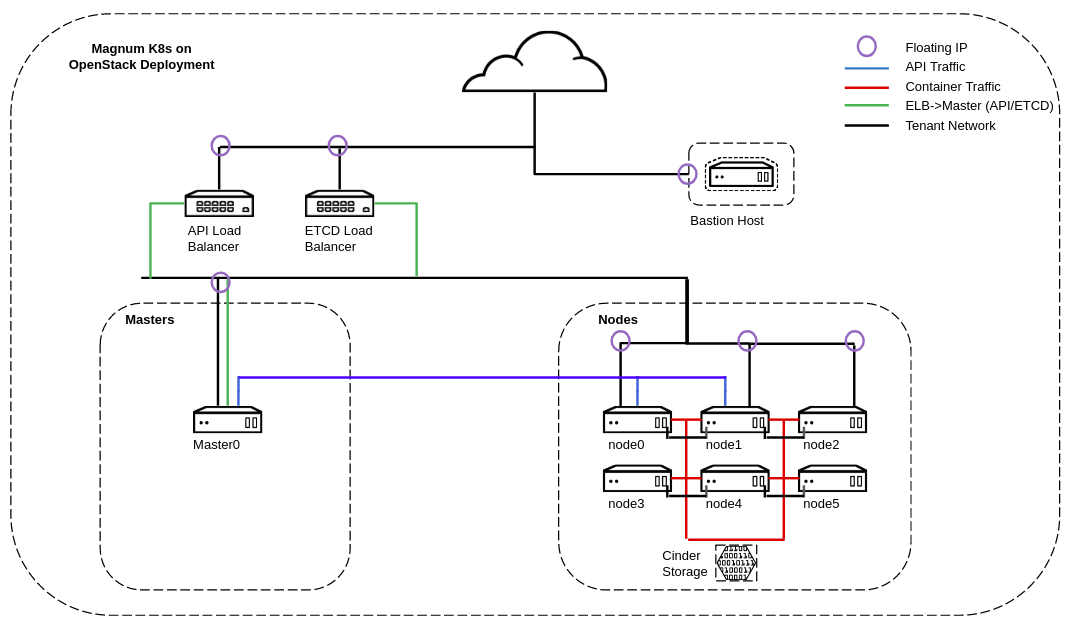 Magnum K8s on
OpenStack Deployment
Floating IP
API Traffic
Container Traffic
ELB->Master (API/ETCD)
Tenant Network
Bastion Host
API Load
Balancer
ETCD Load
Balancer
Masters
Nodes
Master0
node0
node1
node2
node3
node4
node5
Cinder
Storage